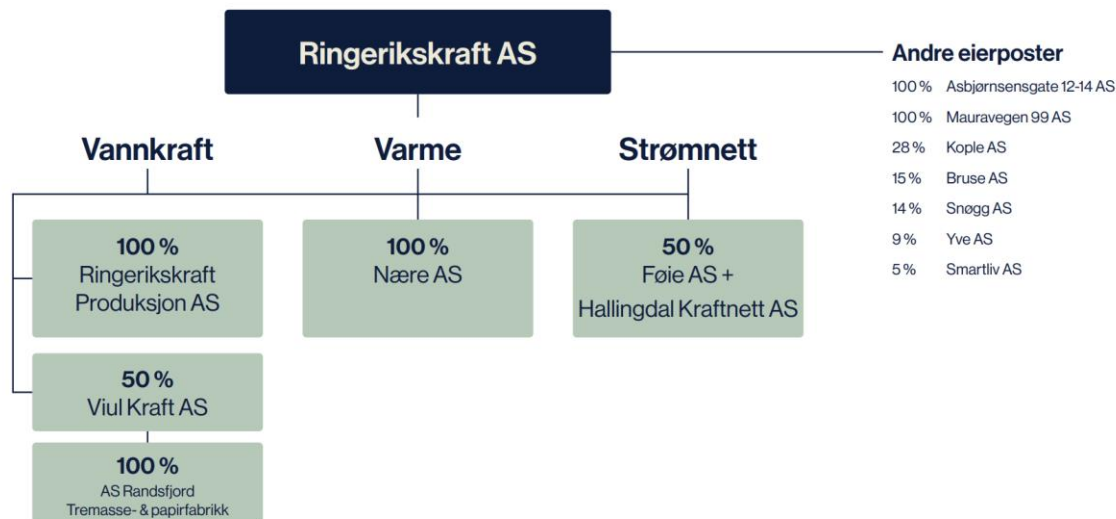 Ringerikskraft AS
Andre eierposter
100 % Asbjørnsensgate 12-14 AS
100 % Mauravegen 99 AS
28 % Kople AS
15 % Bruse AS
14 % Snøgg AS
9 % Yve AS
5 % Smartliv AS
Vannkraft
100 %
Ringerikskraft
Produksjon AS
50 %
Viul Kraft AS
100 %
AS Randsfjord
Tremasse- & papirfabrikk
Varme
100 %
Nære AS
Strømnett
50 %
Føie AS +
Hallingdal Kraftnett AS